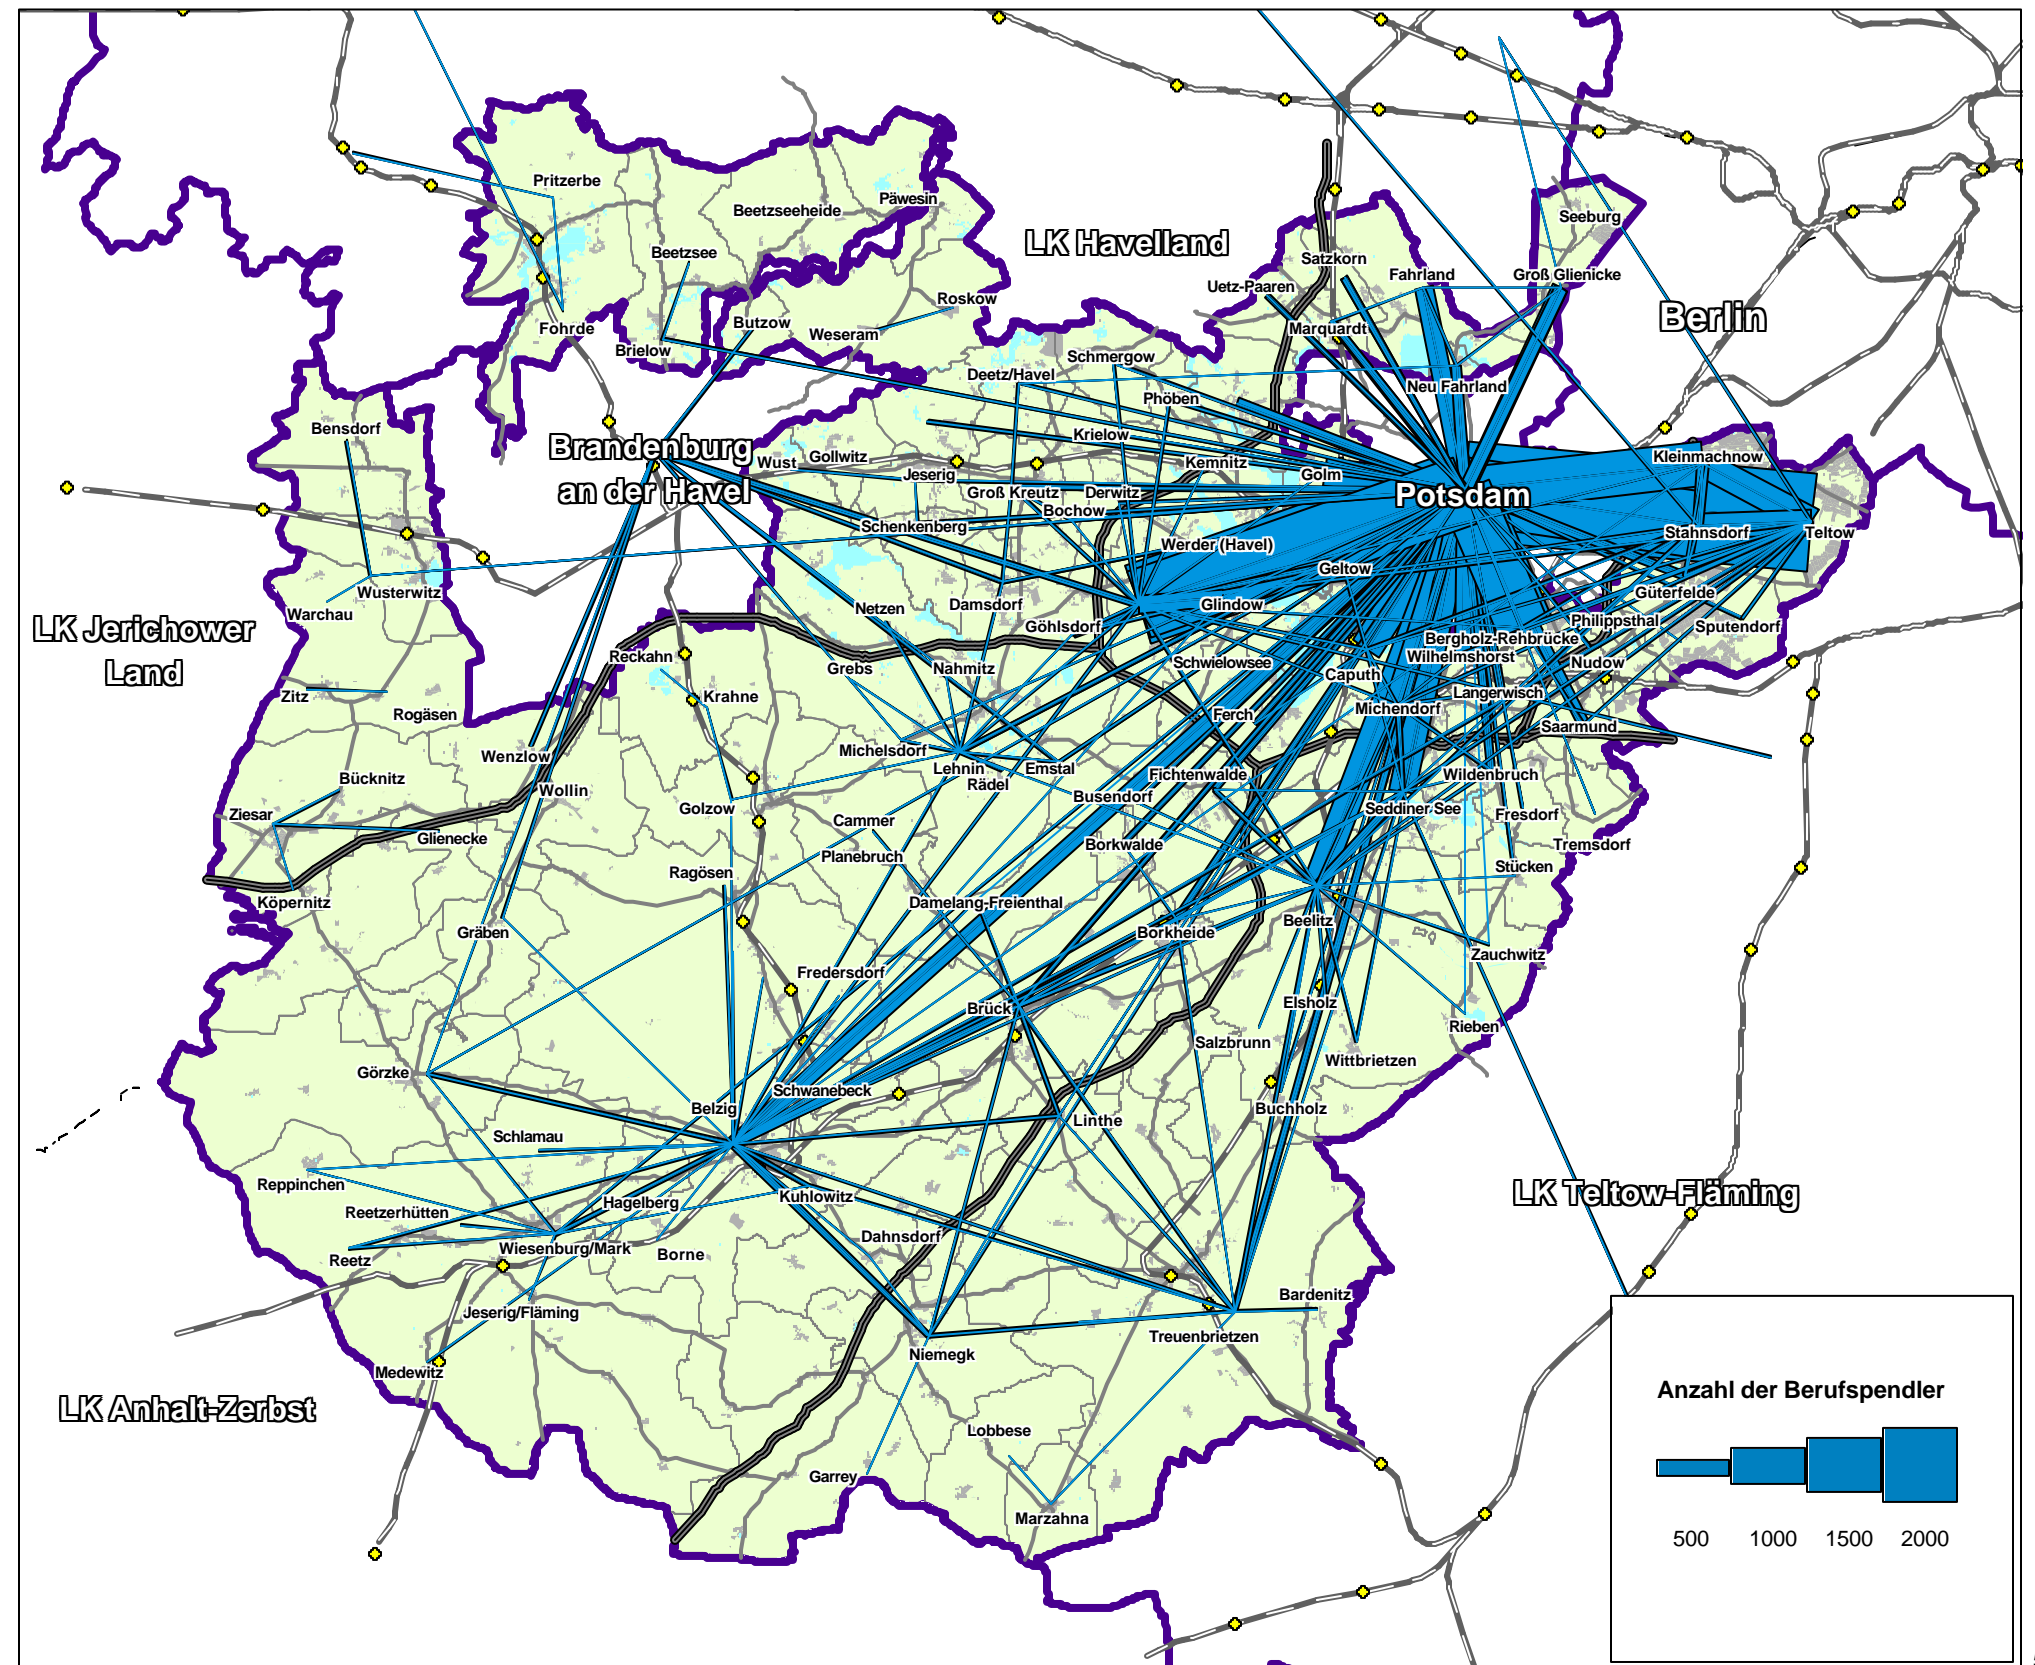 Pritzerbe
Päwesin
Beetzseeheide
Seeburg
LK Havelland
Beetzsee
Satzkorn
Fahrland
Groß Glienicke
Uetz-Paaren
Roskow
Berlin
Fohrde
Butzow
Weseram
Marquardt
Brielow
Schmergow
Deetz/Havel
Neu Fahrland
Phöben
Bensdorf
Krielow
Brandenburg
an der Havel
Wust
Gollwitz
Jeserig
Kemnitz
Golm
Kleinmachnow
Groß Kreutz
Derwitz
Potsdam
Bochow
Schenkenberg
Stahnsdorf
Teltow
Werder (Havel)
Geltow
Wusterwitz
Güterfelde
Warchau
Netzen
Damsdorf
Glindow
LK Jerichower
Land
Göhlsdorf
Philippsthal
Sputendorf
Bergholz-Rehbrücke
Reckahn
Grebs
Nahmitz
Schwielowsee
Wilhelmshorst
Nudow
Caputh
Zitz
Krahne
Langerwisch
Rogäsen
Ferch
Michendorf
Saarmund
Wenzlow
Michelsdorf
Lehnin
Emstal
Fichtenwalde
Wildenbruch
Bücknitz
Wollin
Rädel
Ziesar
Golzow
Busendorf
Seddiner See
Fresdorf
Glienecke
Cammer
Borkwalde
Tremsdorf
Planebruch
Ragösen
Stücken
Köpernitz
Damelang-Freienthal
Gräben
Borkheide
Beelitz
Zauchwitz
Fredersdorf
Brück
Elsholz
Rieben
Salzbrunn
Wittbrietzen
Görzke
Schwanebeck
Belzig
Linthe
Buchholz
Schlamau
Reppinchen
Hagelberg
Kuhlowitz
LK Teltow-Fläming
Reetzerhütten
Dahnsdorf
Wiesenburg/Mark
Borne
Reetz
Jeserig/Fläming
Bardenitz
Treuenbrietzen
Niemegk
Medewitz
LK Anhalt-Zerbst
Anzahl der Berufspendler
Lobbese
Garrey
Marzahna
500 1000 1500 2000